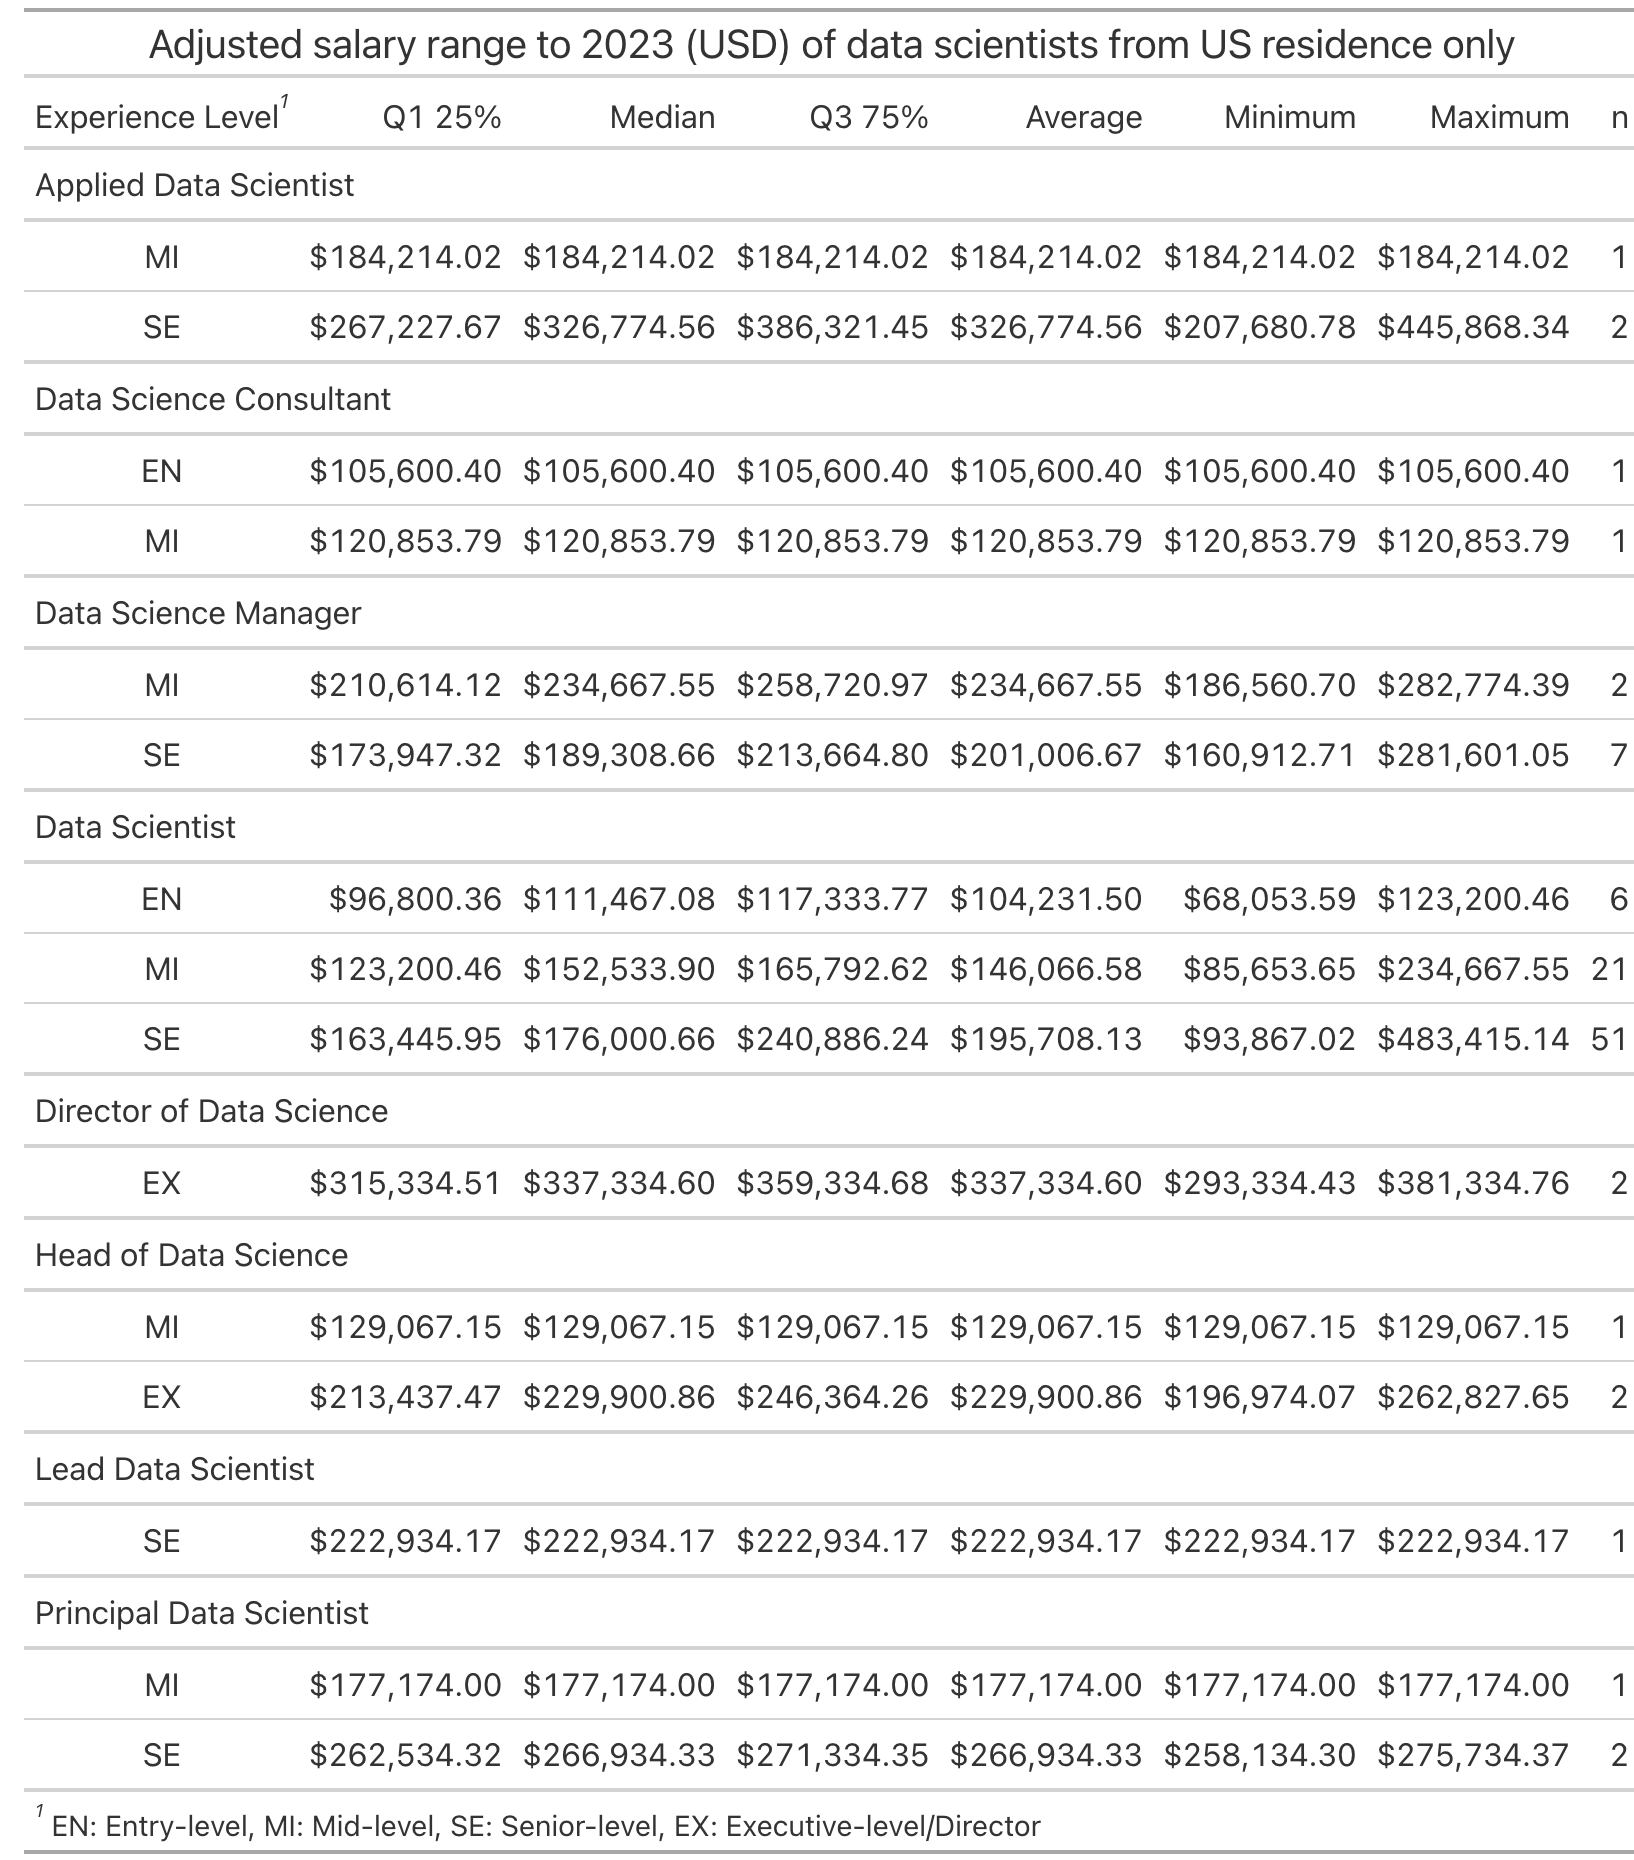 Adjusted salary range to 2023 (USD) of data scientists from US residence only
Experience Level1 Q1 25% Median Q3 75% Average Minimum Maximum n
Applied Data Scientist
MI $184,214.02 $184,214.02 $184,214.02 $184,214.02 $184,214.02 $184,214.02 1
SE $267,227.67 $326,774.56 $386,321.45 $326,774.56 $207,680.78 $445,868.34 2
Data Science Consultant
EN $105,600.40 $105,600.40 $105,600.40 $105,600.40 $105,600.40 $105,600.40 1
MI $120,853.79 $120,853.79 $120,853.79 $120,853.79 $120,853.79 $120,853.79 1
Data Science Manager
MI $210,614.12 $234,667.55 $258,720.97 $234,667.55 $186,560.70 $282,774.39 2
SE $173,947.32 $189,308.66 $213,664.80 $201,006.67 $160,912.71 $281,601.05 7
Data Scientist
EN $96,800.36 $111,467.08 $117,333.77 $104,231.50 $68,053.59 $123,200.46 6
MI $123,200.46 $152,533.90 $165,792.62 $146,066.58 $85,653.65 $234,667.55 21
SE $163,445.95 $176,000.66 $240,886.24 $195,708.13 $93,867.02 $483,415.14 51
Director of Data Science
EX $315,334.51 $337,334.60 $359,334.68 $337,334.60 $293,334.43 $381,334.76 2
Head of Data Science
MI $129,067.15 $129,067.15 $129,067.15 $129,067.15 $129,067.15 $129,067.15 1
EX $213,437.47 $229,900.86 $246,364.26 $229,900.86 $196,974.07 $262,827.65 2
Lead Data Scientist
SE $222,934.17 $222,934.17 $222,934.17 $222,934.17 $222,934.17 $222,934.17 1
Principal Data Scientist
MI $177,174.00 $177,174.00 $177,174.00 $177,174.00 $177,174.00 $177,174.00 1
SE $262,534.32 $266,934.33 $271,334.35 $266,934.33 $258,134.30 $275,734.37 2
1 EN: Entry-level, MI: Mid-level, SE: Senior-level, EX: Executive-level/Director